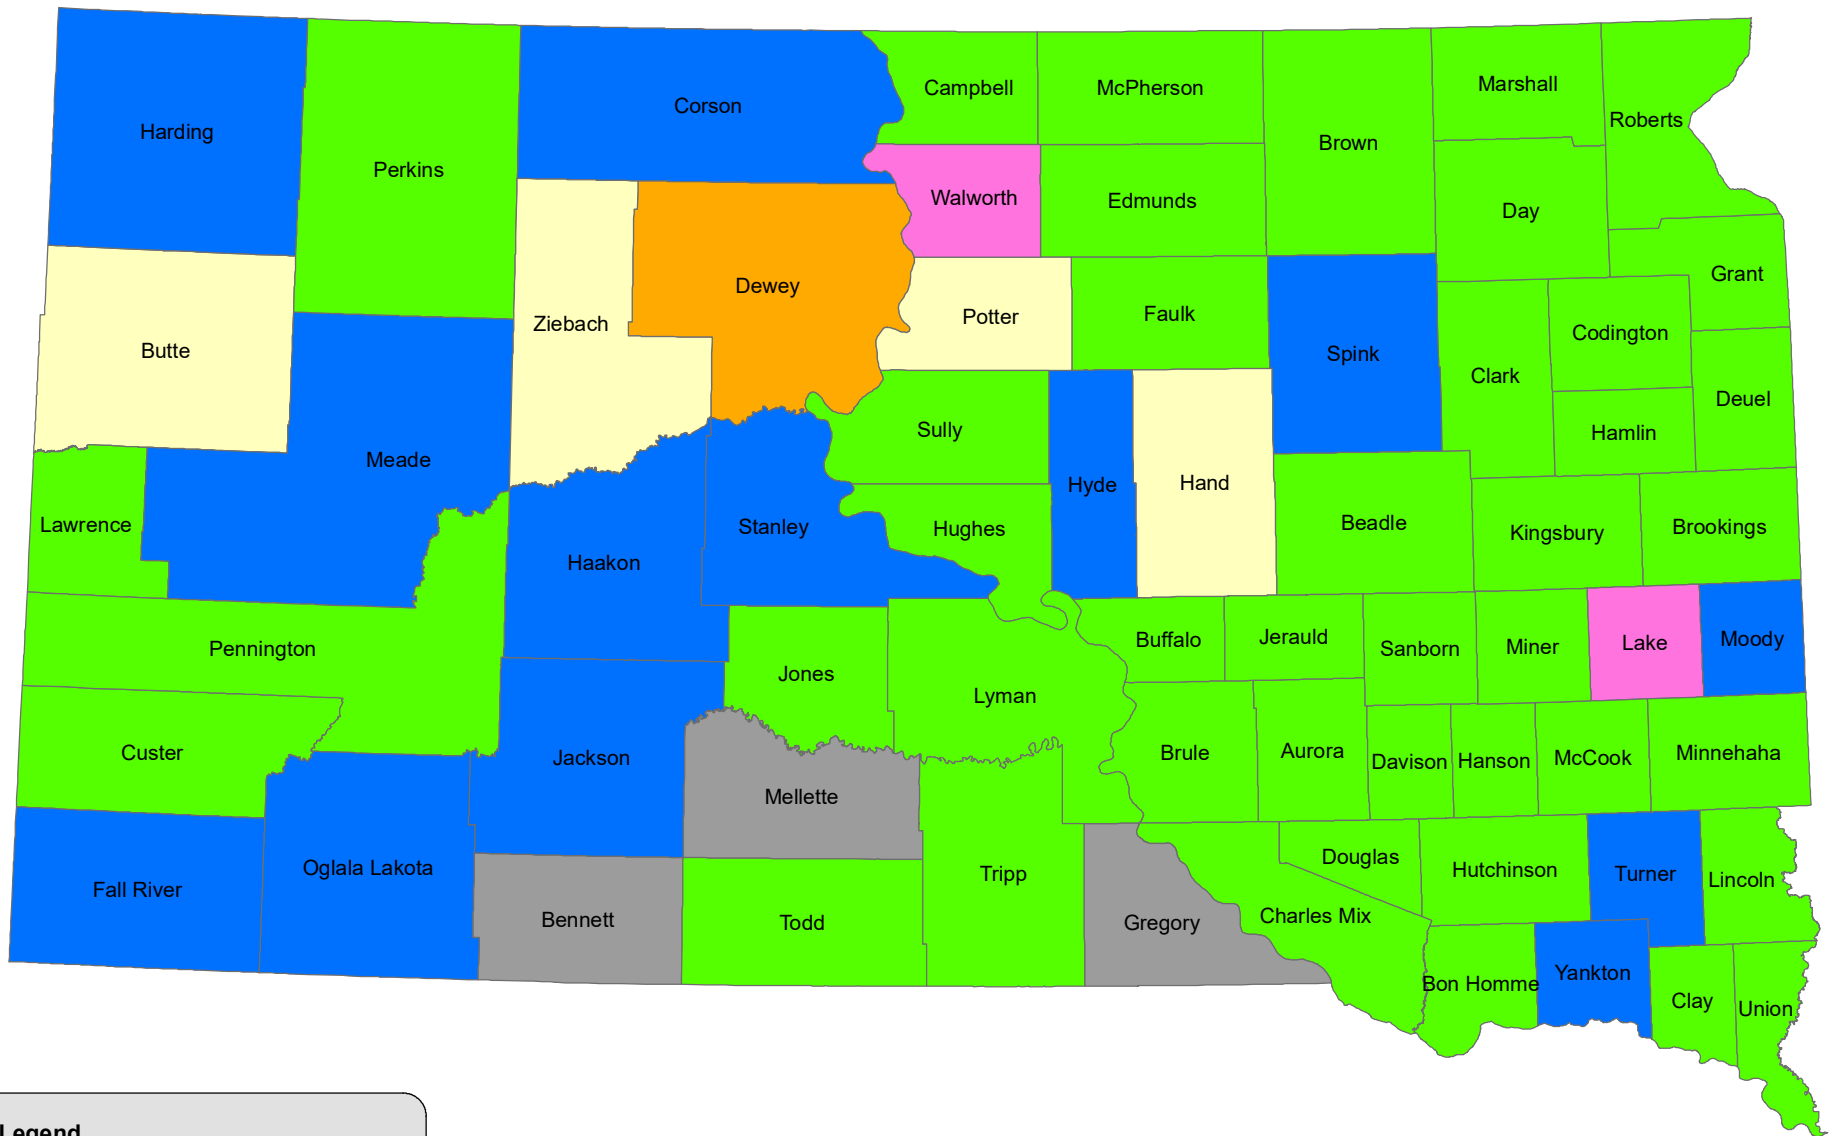 Harding
Perkins
Corson
Campbell
McPherson
Brown
Marshall
Roberts
Walworth
Edmunds
Day
Butte
Ziebach
Dewey
Potter
Faulk
Spink
Clark
Codington
Grant
Hamlin
Deuel
Meade
Sully
Hyde
Hand
Lawrence
Haakon
Stanley
Hughes
Beadle
Kingsbury
Brookings
Pennington
Jones
Lyman
Buffalo
Jerauld
Sanborn
Miner
Lake
Moody
Custer
Jackson
Mellette
Brule
Aurora
Davison
Hanson
McCook
Minnehaha
Fall River
Oglala Lakota
Bennett
Todd
Tripp
Gregory
Charles Mix
Douglas
Hutchinson
Turner
Lincoln
Bon Homme
Yankton
Clay
Union
Legend